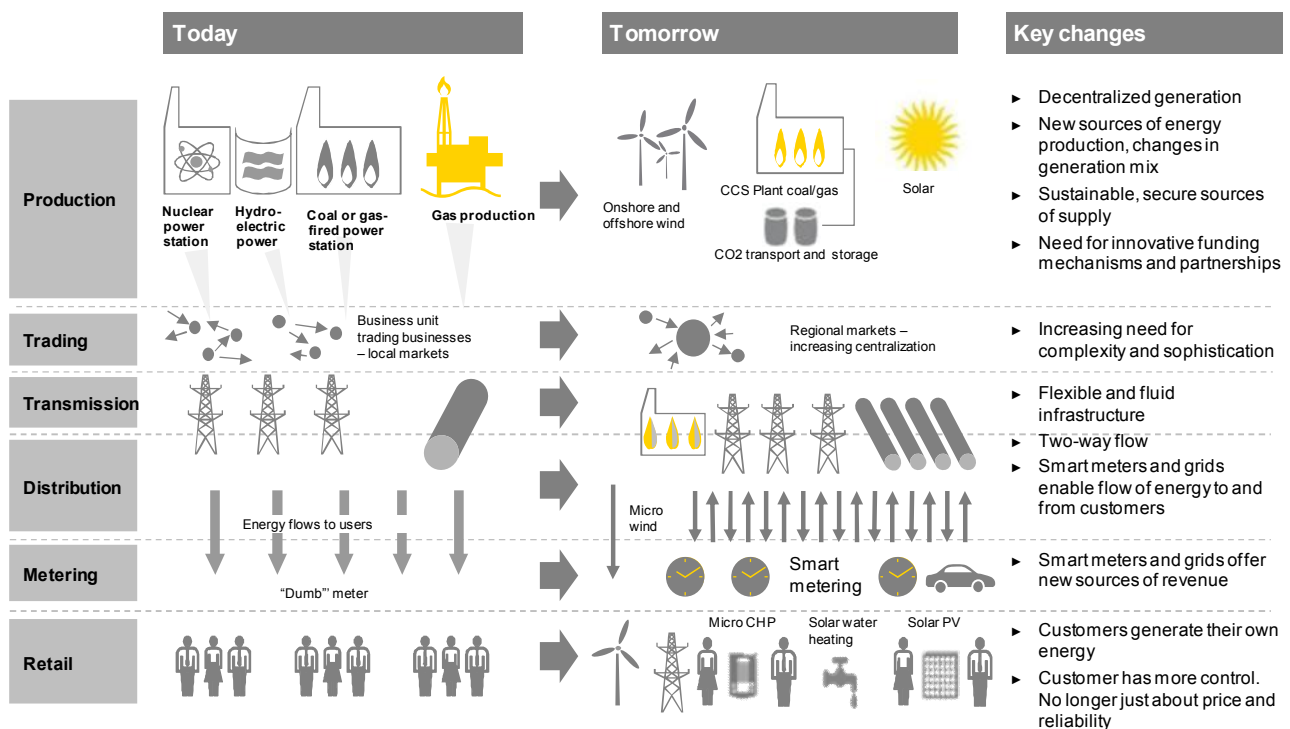 Today
Tomorrow
Key changes
Production
Nuclear
power
station
Hydro-
electric
power
Coal or gas-
fired power
station
Gas production
Onshore and
offshore wind
CCS Plant coal/gas
CO2 transport and storage
Solar
► Decentralized generation
► New sources of energy
production, changes in
generation mix
► Sustainable, secure sources
of supply
► Need for innovative funding
mechanisms and partnerships
Trading
Business unit
trading businesses
– local markets
Regional markets –
increasing centralization
► Increasing need for
complexity and sophistication
Transmission
► Flexible and fluid
infrastructure
► Two-way flow
Distribution
Energy flows to users
Micro
wind
► Smart meters and grids
enable flow of energy to and
from customers
Metering
“Dumb”’ meter
Smart
metering
► Smart meters and grids offer
new sources of revenue
Retail
Micro CHP
Solar water
heating
Solar PV
► Customers generate their own
energy
► Customer has more control.
No longer just about price and
reliability